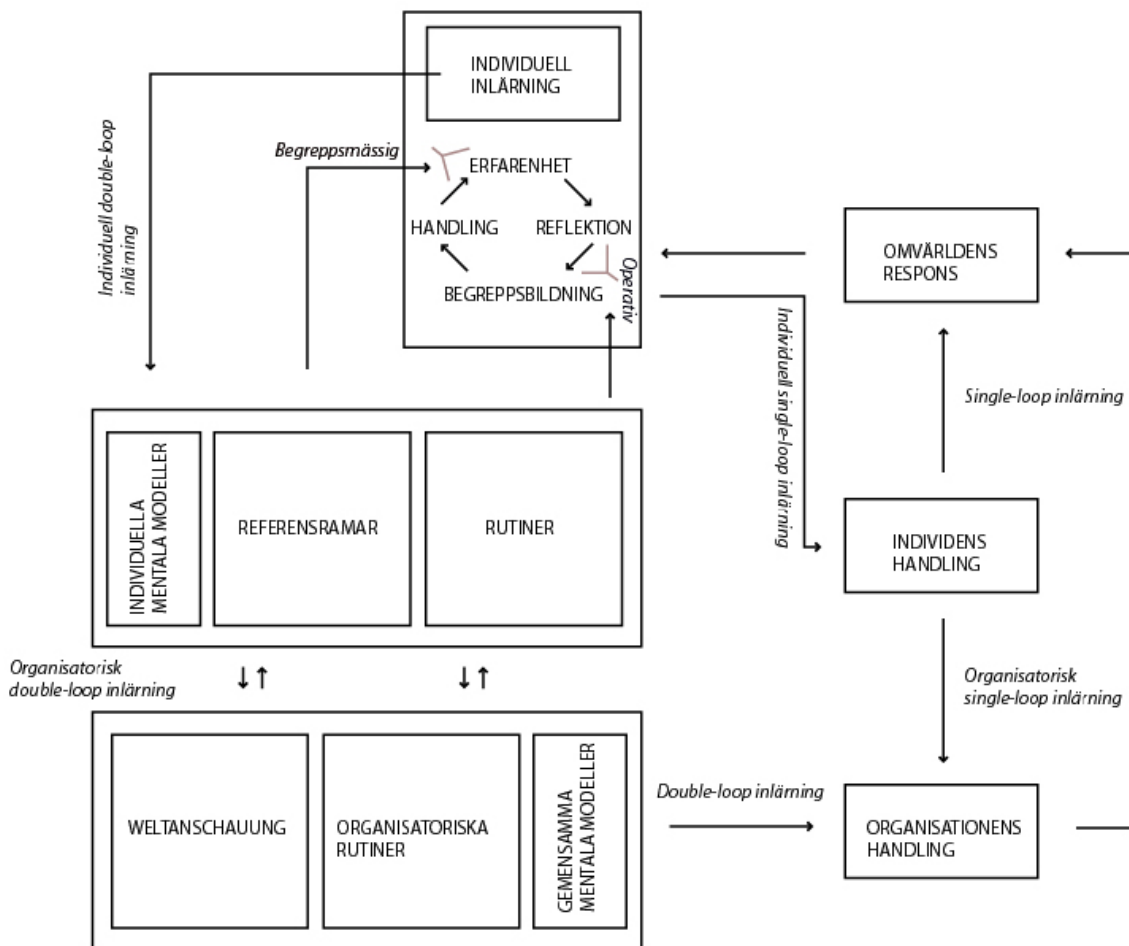 INDIVIDUELL
INLÄRNING
Individuell double-loop
inlärning
Begreppsmässig
ERFARENHET
HANDLING
REFLEKTION
BEGREPPSBILDNING
Operativ
OMVÄRLDENS
RESPONS
Individuell single-loop inlärning
Single-loop inlärning
INDIVIDUELLA
MENTALA MODELLER
REFERENSRAMAR
RUTINER
INDIVIDENS
HANDLING
Organisatorisk
double-loop inlärning
Organisatorisk
single-loop inlärning
WELTANSCHAUUNG
ORGANISATORISKA
RUTINER
GEMENSAMMA
MENTALA MODELLER
Double-loop inlärning
ORGANISATIONENS
HANDLING